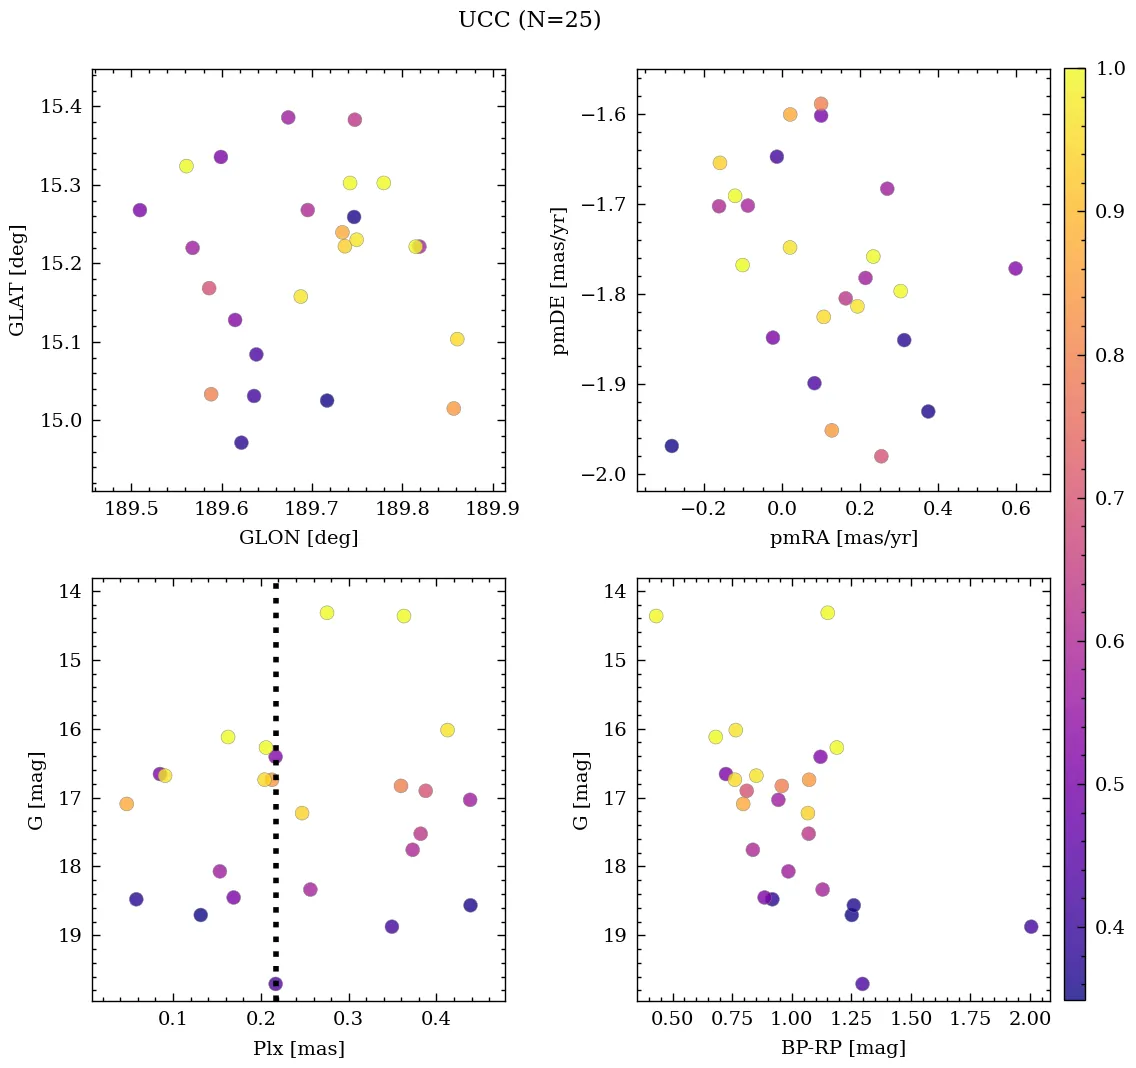 UCC (N=25)
15.4
15.3
15.2
15.1
15.0
GLAT [deg]
189.5 189.6 189.7 189.8 189.9
GLON [deg]
−1.6
−1.7
−1.8
−1.9
−2.0
pmDE [mas/yr]
−0.2 0.0 0.2 0.4 0.6
pmRA [mas/yr]
1.0
0.9
0.8
0.7
0.6
0.5
0.4
14
15
16
17
18
19
G [mag]
0.1 0.2 0.3 0.4
Plx [mas]
14
15
16
17
18
19
G [mag]
0.50 0.75 1.00 1.25 1.50 1.75 2.00
BP-RP [mag]